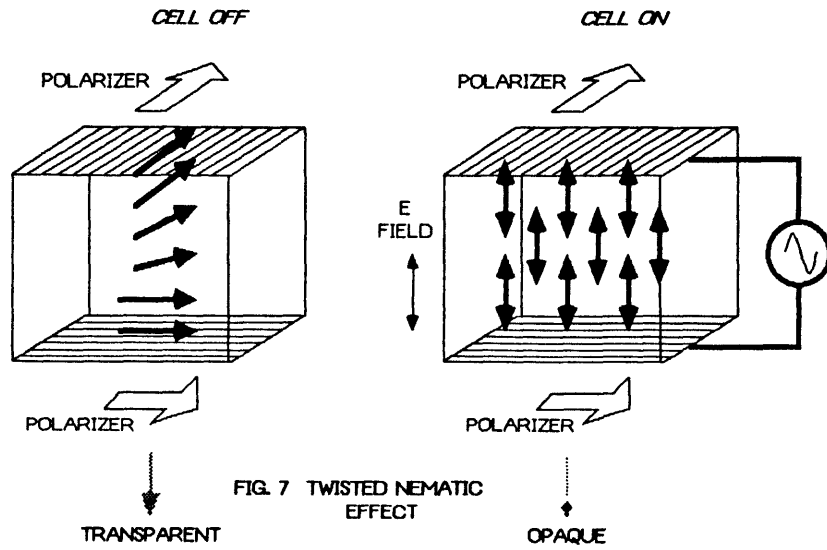 CELL OFF
CELL ON
POLARIZER
POLARIZER
E
FIELD
POLARIZER
POLARIZER
FIG. 7 TWISTED NEMATIC
EFFECT
TRANSPARENT
OPAQUE